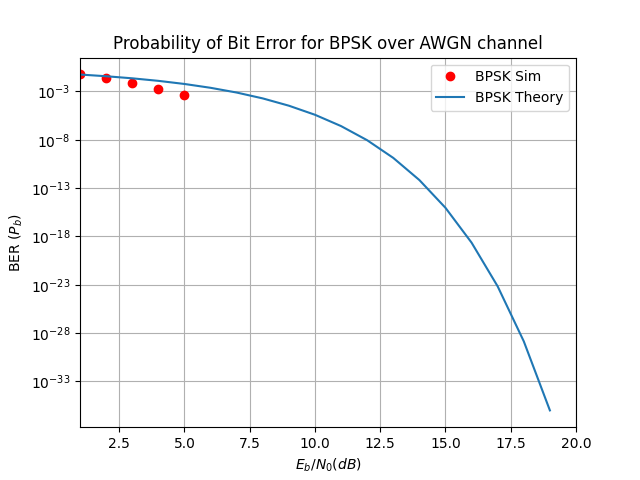 Probability of Bit Error for BPSK over AWGN channel
BPSK Sim
BPSK Theory
BER (P_b)
10^{-3}
10^{-8}
10^{-13}
10^{-18}
10^{-23}
10^{-28}
10^{-33}
2.5 5.0 7.5 10.0 12.5 15.0 17.5 20.0
E_b/N_0(dB)